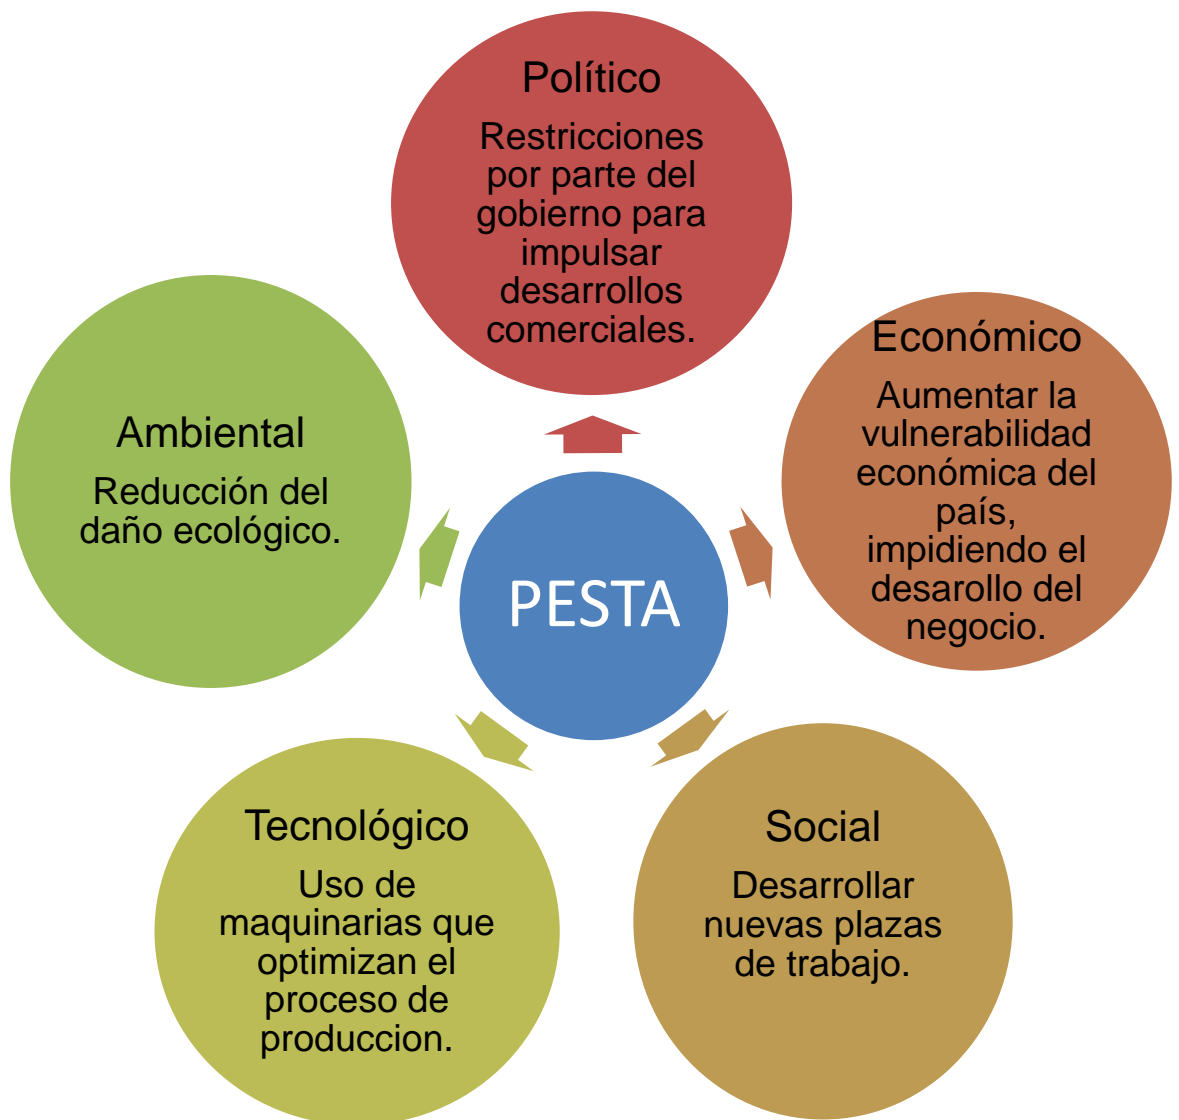 Político
Restricciones
por parte del
gobierno para
impulsar
desarrollos
comerciales.
Económico
Aumentar la
vulnerabilidad
económica del
país,
impidiendo el
desarollo del
negocio.
Ambiental
Reducción del
daño ecológico.
PESTA
Tecnológico
Uso de
maquinarias que
optimizan el
proceso de
produccion.
Social
Desarrollar
nuevas plazas
de trabajo.